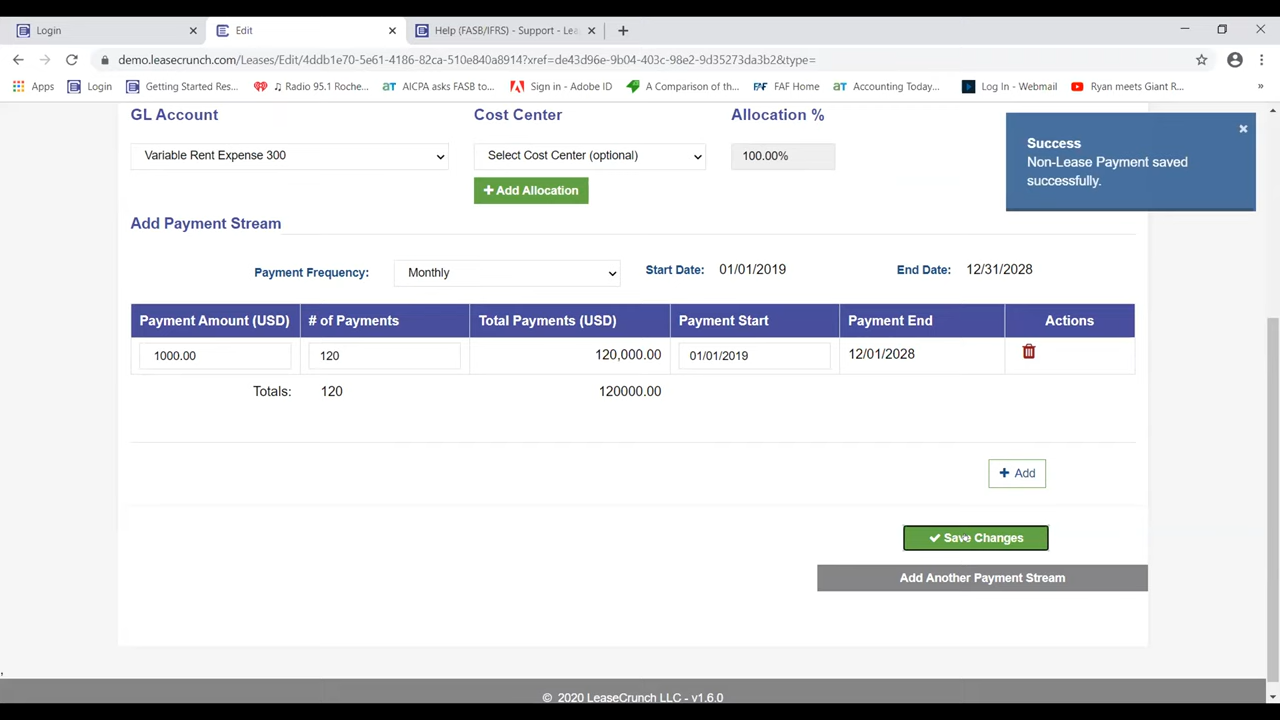 Login
Edit
Help (FASB/IFRS) - Support - Lea
demo.leasecrunch.com/Leases/Edit/4ddb1e70-5e61-4186-82ca-510e840a8914?xref=de43d96e-9b04-403c-98e2-9d35273da3b2&type=
Apps Login Getting Started Res... ♫ Radio 95.1 Roche... AICPA asks FASB to... Sign in - Adobe ID A Comparison of th... FAF Home Accounting Today... Log In - Webmail Ryan meets Giant R... »
GL Account Cost Center Allocation %
Variable Rent Expense 300 Select Cost Center (optional) 100.00%
+ Add Allocation
Success
Non-Lease Payment saved
successfully.
Add Payment Stream
Payment Frequency: Monthly Start Date: 01/01/2019 End Date: 12/31/2028
Payment Amount (USD) # of Payments Total Payments (USD) Payment Start Payment End Actions
1000.00 120 120,000.00 01/01/2019 12/01/2028
Totals: 120 120000.00
+ Add
Save Changes
Add Another Payment Stream
© 2020 LeaseCrunch LLC - v1.6.0